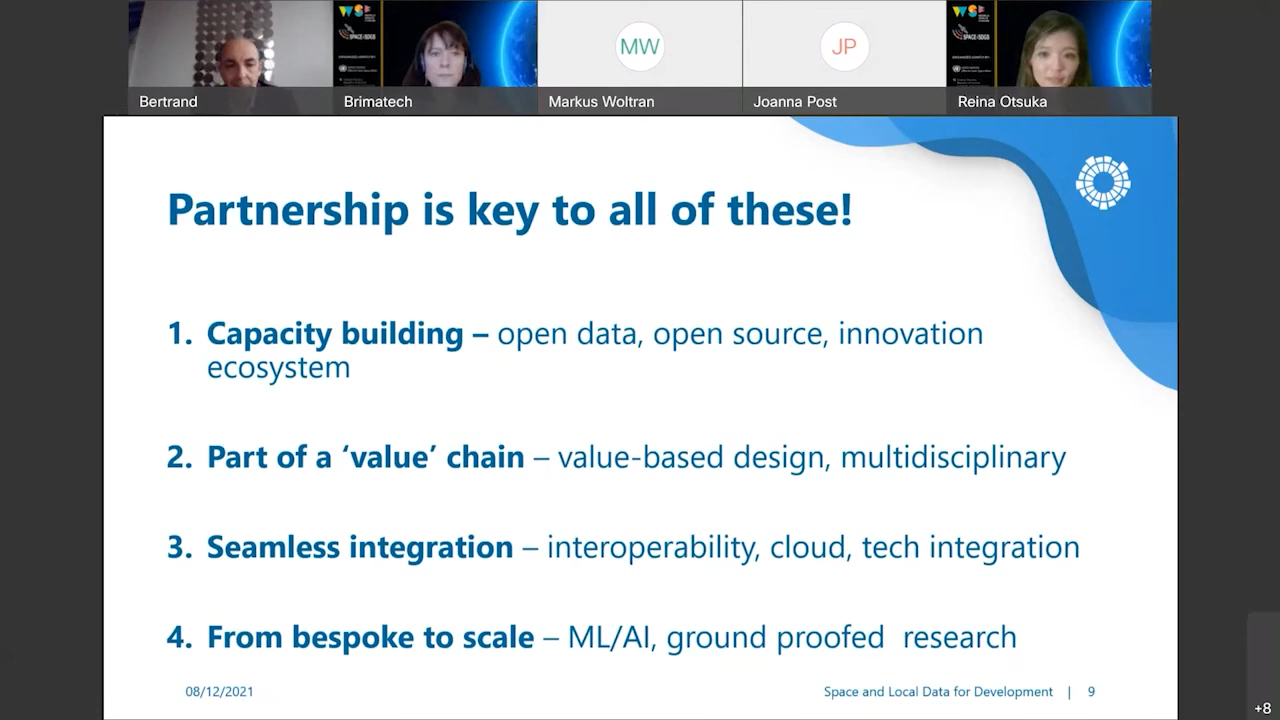 SPACE4SDGS
SPACE4SDGS
MW
JP
Bertrand
Brimatech
Markus Woltran
Joanna Post
Reina Otsuka
Partnership is key to all of these!
1. Capacity building – open data, open source, innovation
ecosystem
2. Part of a ‘value’ chain – value-based design, multidisciplinary
3. Seamless integration – interoperability, cloud, tech integration
4. From bespoke to scale – ML/AI, ground proofed research
08/12/2021
Space and Local Data for Development | 9
+8